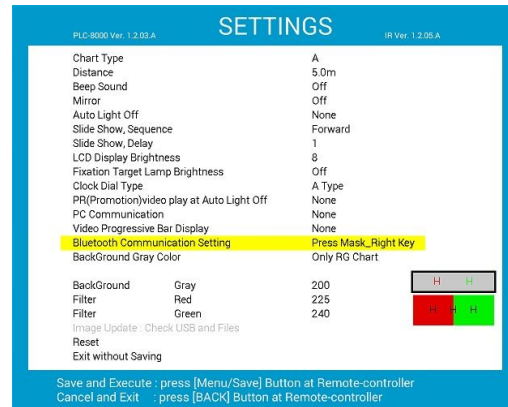 PLC-8000 Ver. 1.2.03.A SETTINGS IR Ver. 1.2.05.A
Chart Type A
Distance 5.0m
Beep Sound Off
Mirror Off
Auto Light Off None
Slide Show, Sequence Forward
Slide Show, Delay 1
LCD Display Brightness 8
Fixation Target Lamp Brightness Off
Clock Dial Type A Type
PR(Promotion)video play at Auto Light Off None
PC Communication None
Video Progressive Bar Display None
Bluetooth Communication Setting Press Mask_Right Key
BackGround Gray Color Only RG Chart
BackGround Gray 200 H H
Filter Red 225
Filter Green 240 H H H
Image Update : Check USB and Files
Reset
Exit without Saving
Save and Execute : press [Menu/Save] Button at Remote-controller
Cancel and Exit : press [BACK] Button at Remote-controller